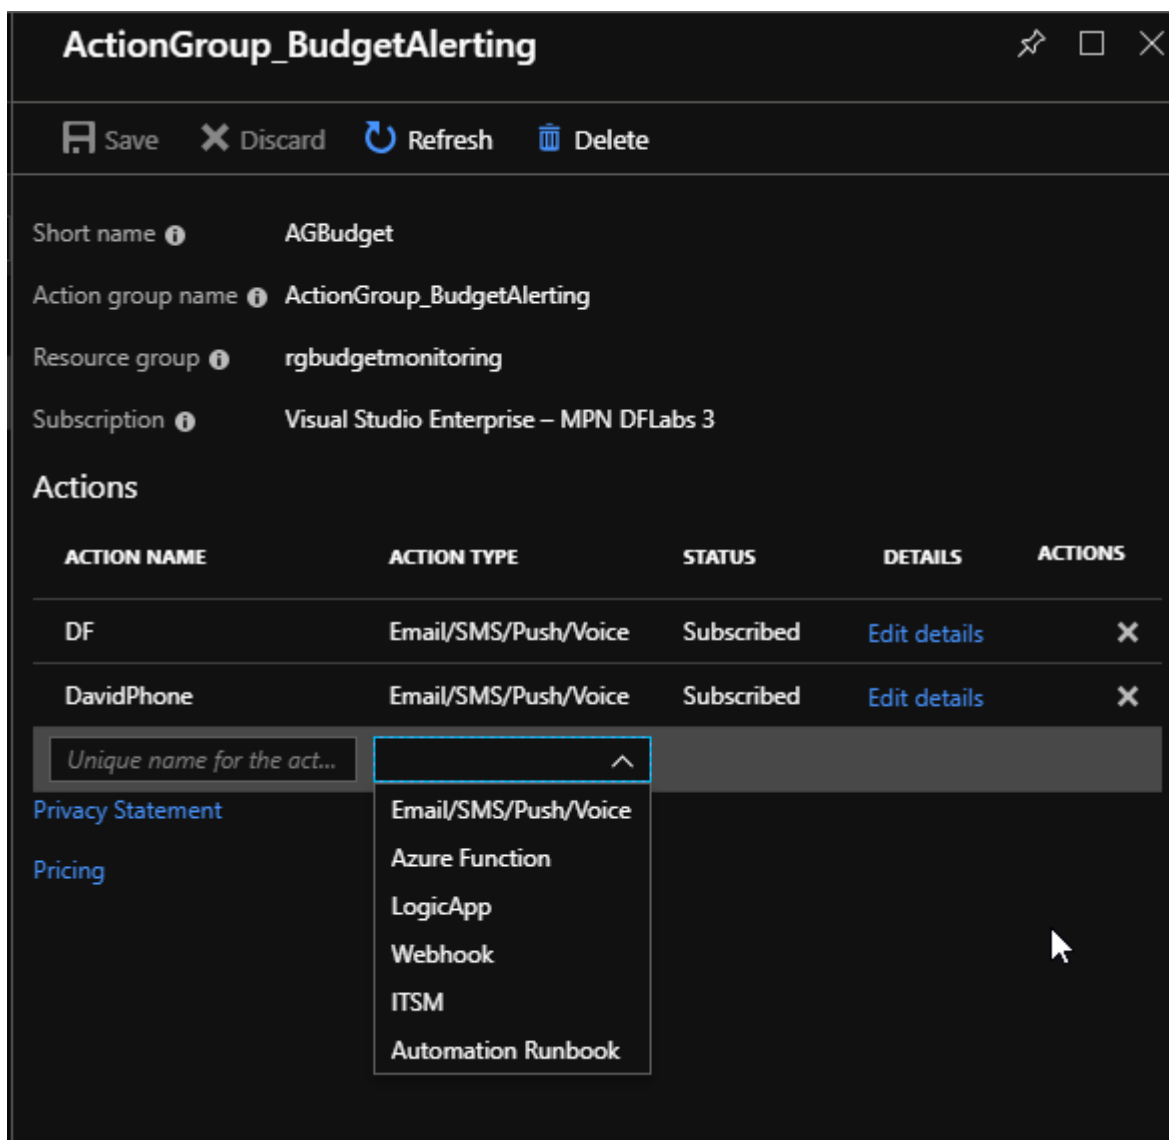 ActionGroup_BudgetAlerting
Save Discard Refresh Delete
Short name AGBudget
Action group name ActionGroup_BudgetAlerting
Resource group rgbudgetmonitoring
Subscription Visual Studio Enterprise – MPN DFLabs 3
Actions
ACTION NAME ACTION TYPE STATUS DETAILS ACTIONS
DF Email/SMS/Push/Voice Subscribed Edit details
DavidPhone Email/SMS/Push/Voice Subscribed Edit details
Unique name for the act...
Privacy Statement
Pricing
Email/SMS/Push/Voice
Azure Function
LogicApp
Webhook
ITSM
Automation Runbook